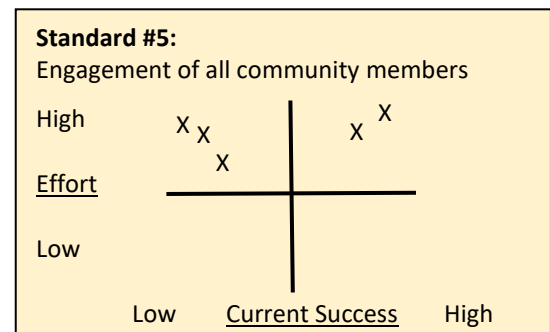 Standard #5:
Engagement of all community members
High
X
X
X
X
X
Effort
Low
Low Current Success High